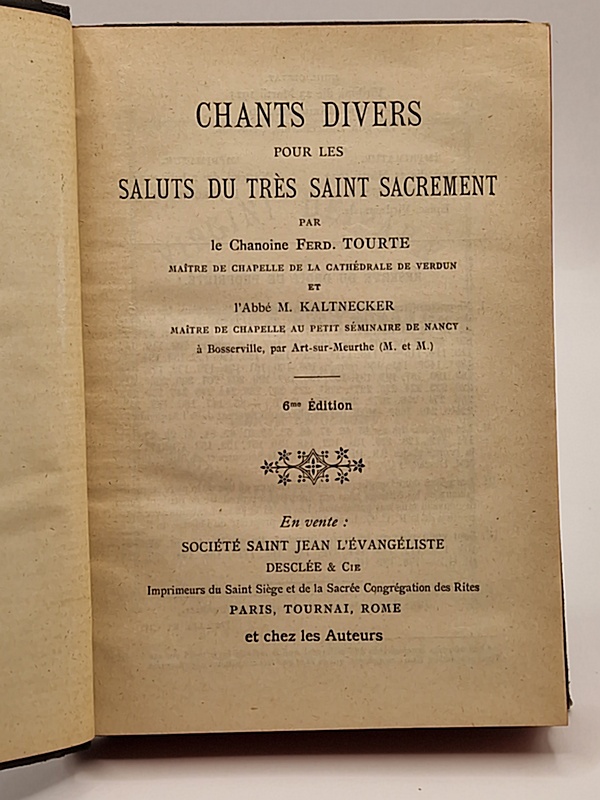 CHANTS DIVERS
POUR LES
SALUTS DU TRÈS SAINT SACREMENT
PAR
le Chanoine FERD. TOURTE
MAÎTRE DE CHAPELLE DE LA CATHÉDRALE DE VERDUN
ET
l'Abbé M. KALTNECKER
MAÎTRE DE CHAPELLE AU PETIT SÉMINAIRE DE NANCY
à Bosserville, par Art-sur-Meurthe (M. et M.)
6me Édition
En vente :
SOCIÉTÉ SAINT JEAN L'ÉVANGÉLISTE
DESCLÉE & CIE
Imprimeurs du Saint Siège et de la Sacrée Congrégation des Rites
PARIS, TOURNAI, ROME
et chez les Auteurs